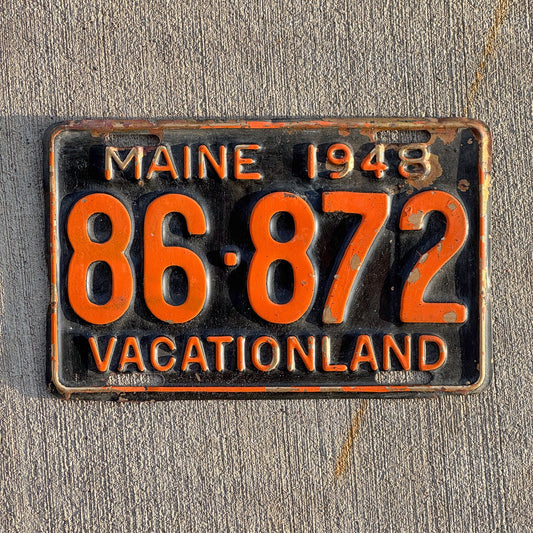 MAINE 1948
86·872
VACATIONLAND